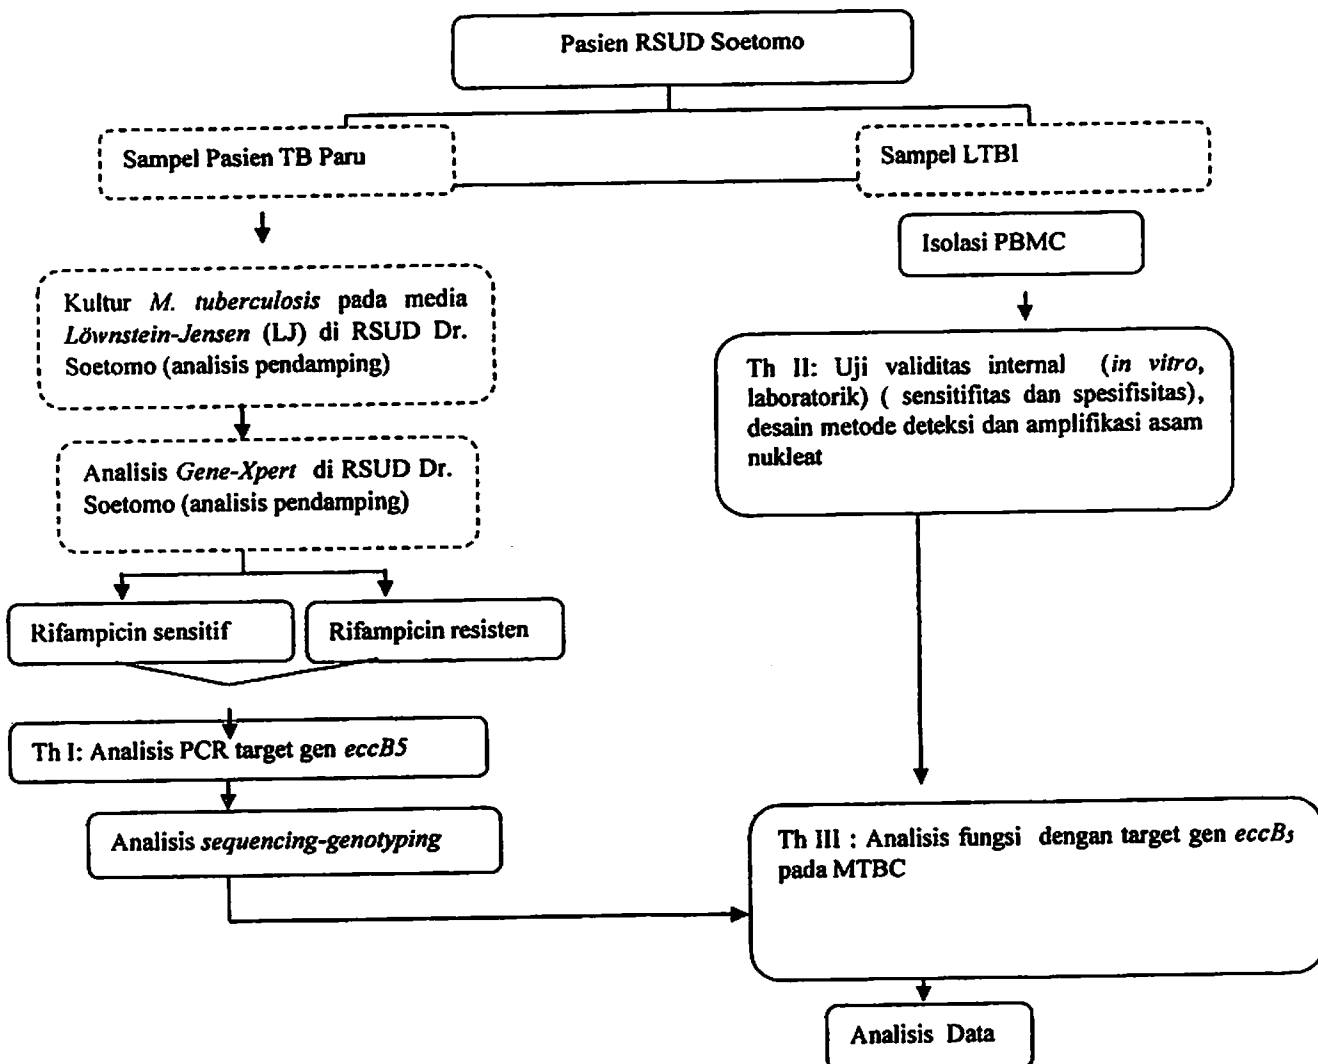 Pasien RSUD Soetomo
Sampel Pasien TB Paru
Sampel LTBI
Isolasi PBMC
Kultur M. tuberculosis pada media
Löwnstein-Jensen (LJ) di RSUD Dr.
Soetomo (analisis pendamping)
Th II: Uji validitas internal (in vitro,
laboratorik) ( sensitifitas dan spesifisitas),
desain metode deteksi dan amplifikasi asam
nukleat
Analisis Gene-Xpert di RSUD Dr.
Soetomo (analisis pendamping)
Rifampicin sensitif
Rifampicin resisten
Th I: Analisis PCR target gen eccB5
Analisis sequencing-genotyping
Th III : Analisis fungsi dengan target gen eccB5
pada MTBC
Analisis Data